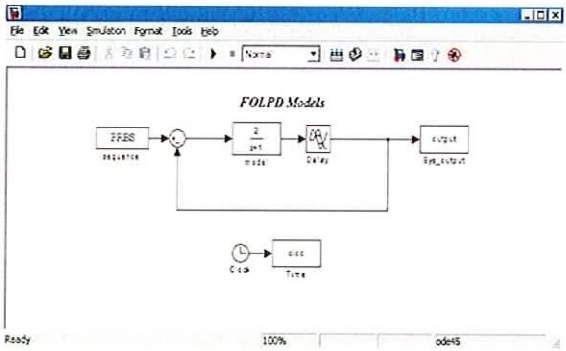 File Edit View Simulation Format Tools Help
Normal
FOLPD Models
PRBS
sequence
2
s+1
model
Delay
output
Sys_output
Clock
Time
Ready
100%
ode45